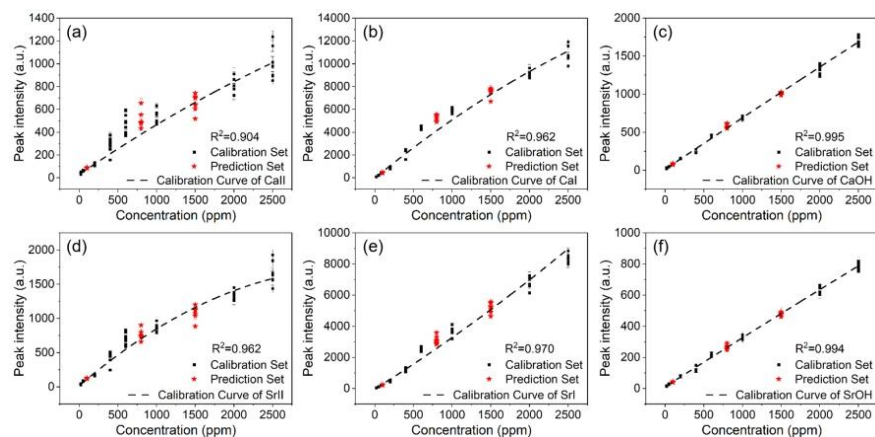 (a)
1400
1200
1000
800
600
400
200
0
Peak intensity (a.u.)
R²=0.904
Calibration Set
Prediction Set
Calibration Curve of CaII
0 500 1000 1500 2000 2500
Concentration (ppm)
(b)
14000
12000
10000
8000
6000
4000
2000
0
Peak intensity (a.u.)
R²=0.962
Calibration Set
Prediction Set
Calibration Curve of CaI
0 500 1000 1500 2000 2500
Concentration (ppm)
(c)
2000
1500
1000
500
0
Peak intensity (a.u.)
R²=0.995
Calibration Set
Prediction Set
Calibration Curve of CaOH
0 500 1000 1500 2000 2500
Concentration (ppm)
(d)
2000
1500
1000
500
0
Peak intensity (a.u.)
R²=0.962
Calibration Set
Prediction Set
Calibration Curve of SrII
0 500 1000 1500 2000 2500
Concentration (ppm)
(e)
10000
8000
6000
4000
2000
0
Peak intensity (a.u.)
R²=0.970
Calibration Set
Prediction Set
Calibration Curve of SrI
0 500 1000 1500 2000 2500
Concentration (ppm)
(f)
1000
800
600
400
200
0
Peak intensity (a.u.)
R²=0.994
Calibration Set
Prediction Set
Calibration Curve of SrOH
0 500 1000 1500 2000 2500
Concentration (ppm)